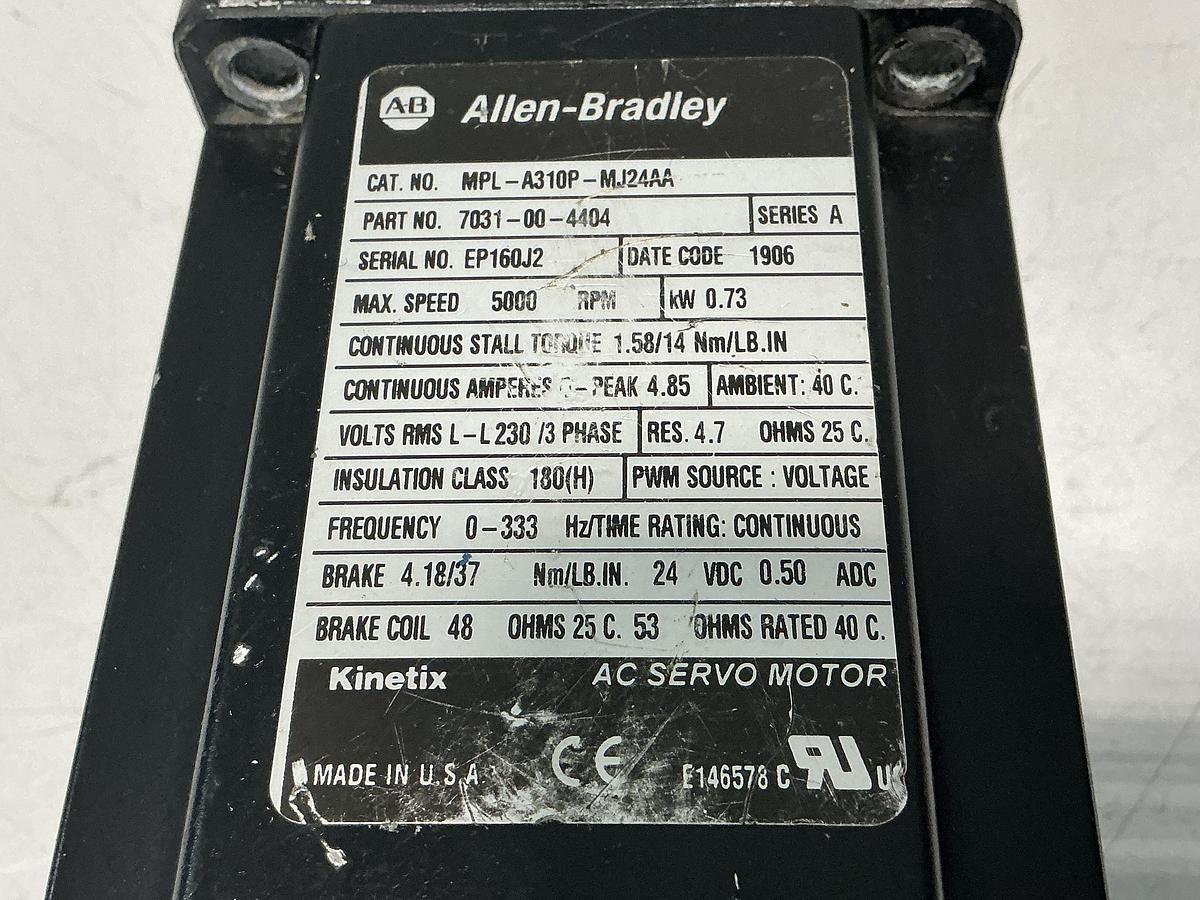 A-B Allen-Bradley
CAT. NO. MPL-A310P-MJ24AA
PART NO. 7031-00-4404 SERIES A
SERIAL NO. EP160J2 DATE CODE 1906
MAX. SPEED 5000 RPM kW 0.73
CONTINUOUS STALL TORQUE 1.58/14 Nm/LB.IN
CONTINUOUS AMPERES 0-PEAK 4.85 AMBIENT: 40 C.
VOLTS RMS L-L 230 /3 PHASE RES. 4.7 OHMS 25 C.
INSULATION CLASS 180(H) PWM SOURCE : VOLTAGE
FREQUENCY 0-333 Hz/TIME RATING: CONTINUOUS
BRAKE 4.18/37 Nm/LB.IN. 24 VDC 0.50 ADC
BRAKE COIL 48 OHMS 25 C. 53 OHMS RATED 40 C.
Kinetix AC SERVO MOTOR
MADE IN U.S.A CE E146578 C RU US